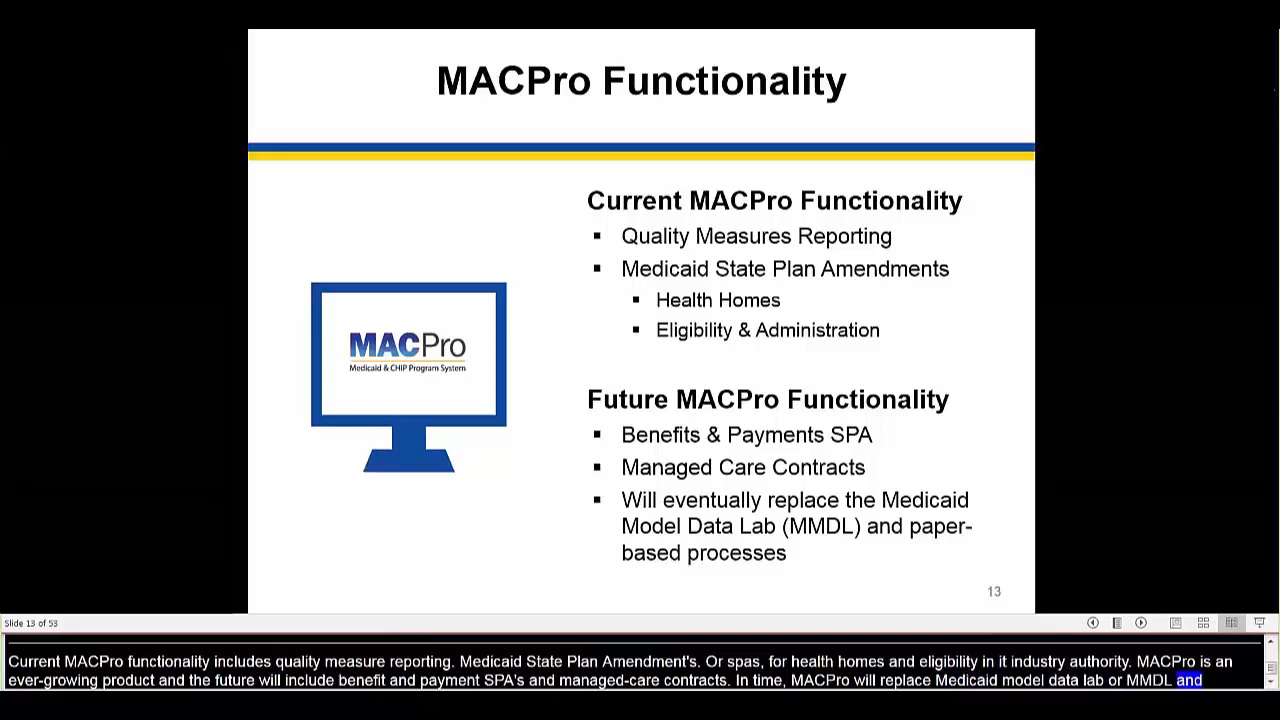 MACPro Functionality
Current MACPro Functionality
▪ Quality Measures Reporting
▪ Medicaid State Plan Amendments
▪ Health Homes
▪ Eligibility & Administration
MACPro
Medicaid & CHIP Program System
Future MACPro Functionality
▪ Benefits & Payments SPA
▪ Managed Care Contracts
▪ Will eventually replace the Medicaid
Model Data Lab (MMDL) and paper-
based processes
13
Slide 13 of 53
Current MACPro functionality includes quality measure reporting. Medicaid State Plan Amendment's. Or spas, for health homes and eligibility in it industry authority. MACPro is an
ever-growing product and the future will include benefit and payment SPA's and managed-care contracts. In time, MACPro will replace Medicaid model data lab or MMDL and